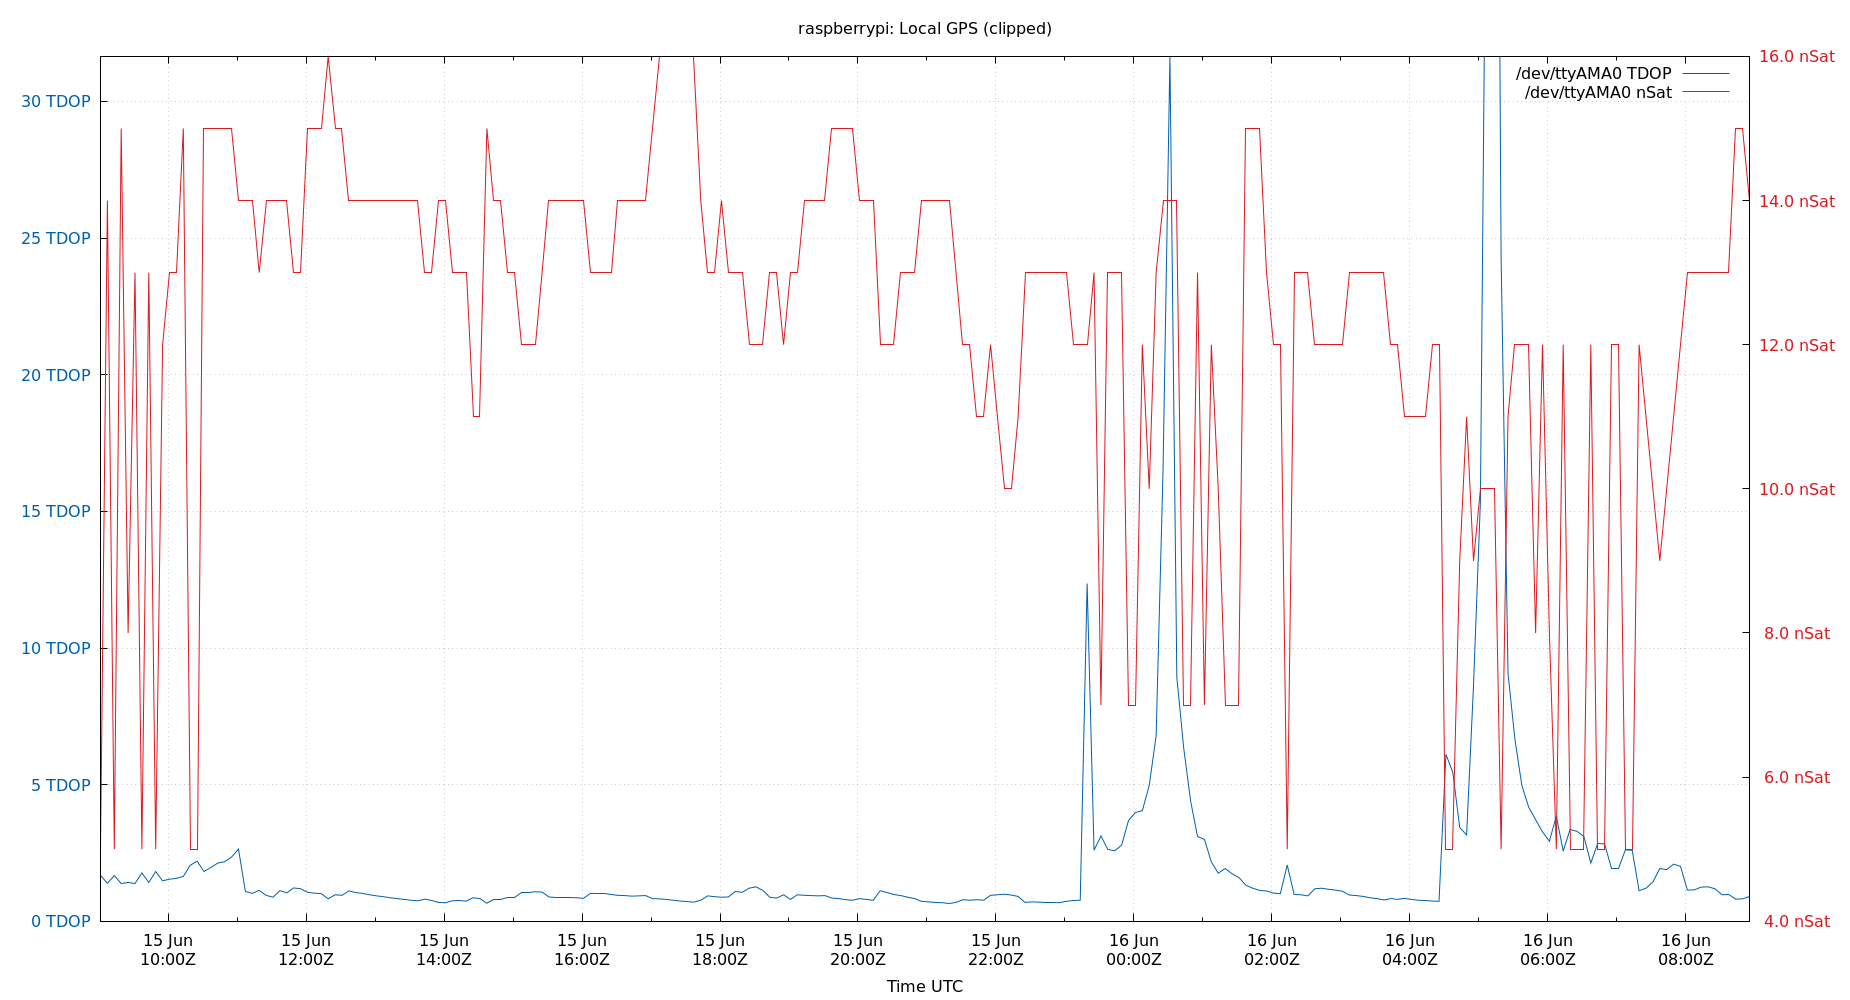 raspberrypi: Local GPS (clipped)
/dev/ttyAMA0 TDOP
/dev/ttyAMA0 nSat
30 TDOP
25 TDOP
20 TDOP
15 TDOP
10 TDOP
5 TDOP
0 TDOP
16.0 nSat
14.0 nSat
12.0 nSat
10.0 nSat
8.0 nSat
6.0 nSat
4.0 nSat
15 Jun
10:00Z
15 Jun
12:00Z
15 Jun
14:00Z
15 Jun
16:00Z
15 Jun
18:00Z
15 Jun
20:00Z
15 Jun
22:00Z
16 Jun
00:00Z
16 Jun
02:00Z
16 Jun
04:00Z
16 Jun
06:00Z
16 Jun
08:00Z
Time UTC